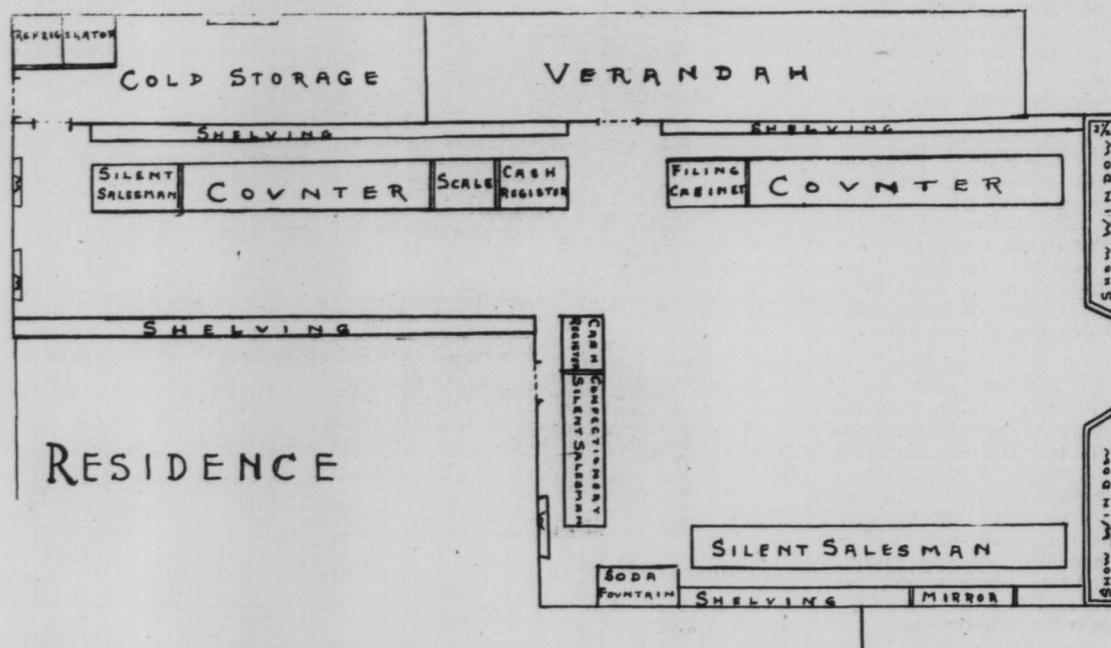 REFRIGERATOR
COLD STORAGE
VERANDAH
SHELVING
SHELVING
SILENT
SALESMAN
COUNTER
SCALE
CASH
REGISTER
FILING
CABINET
COUNTER
SHOW WINDOW
SHELVING
CASH
REGISTER
CONFECTIONERY
SILENT SALESMAN
RESIDENCE
W
W
W
SILENT SALESMAN
SODA
FOUNTAIN
SHELVING
MIRROR
SHOW WINDOW